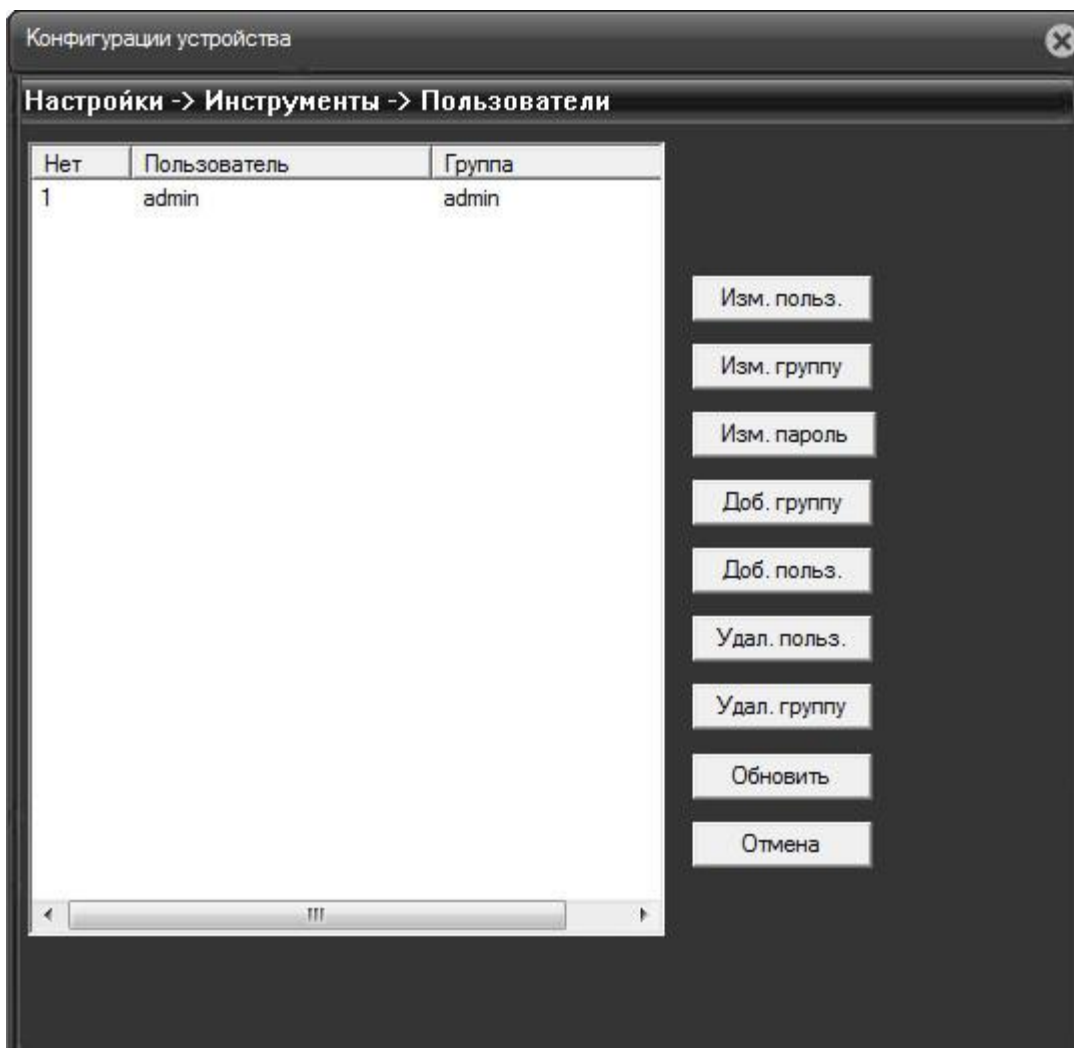 Конфигурации устройства
Настройки -> Инструменты -> Пользователи
Нет Пользователь Группа
1 admin admin
Изм. польз.
Изм. группу
Изм. пароль
Доб. группу
Доб. польз.
Удал. польз.
Удал. группу
Обновить
Отмена